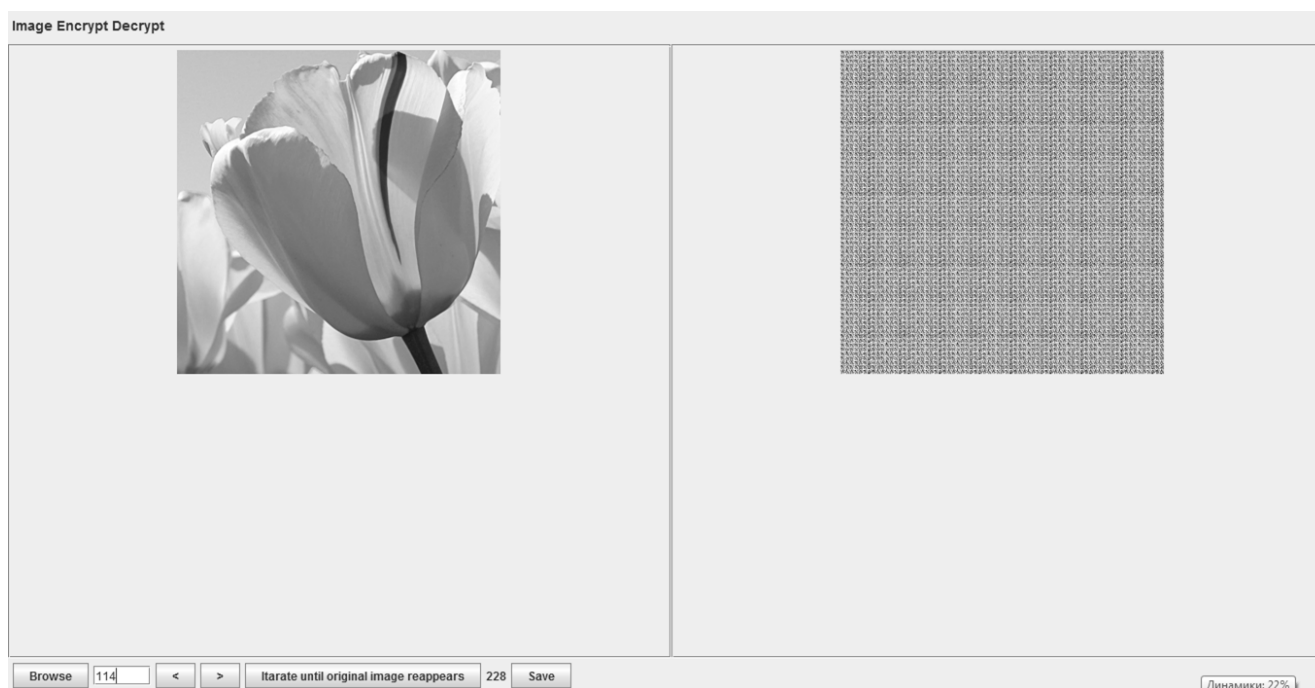 Image Encrypt Decrypt
Browse 114 < > Itarate until original image reappears 228 Save
Динамики: 22%